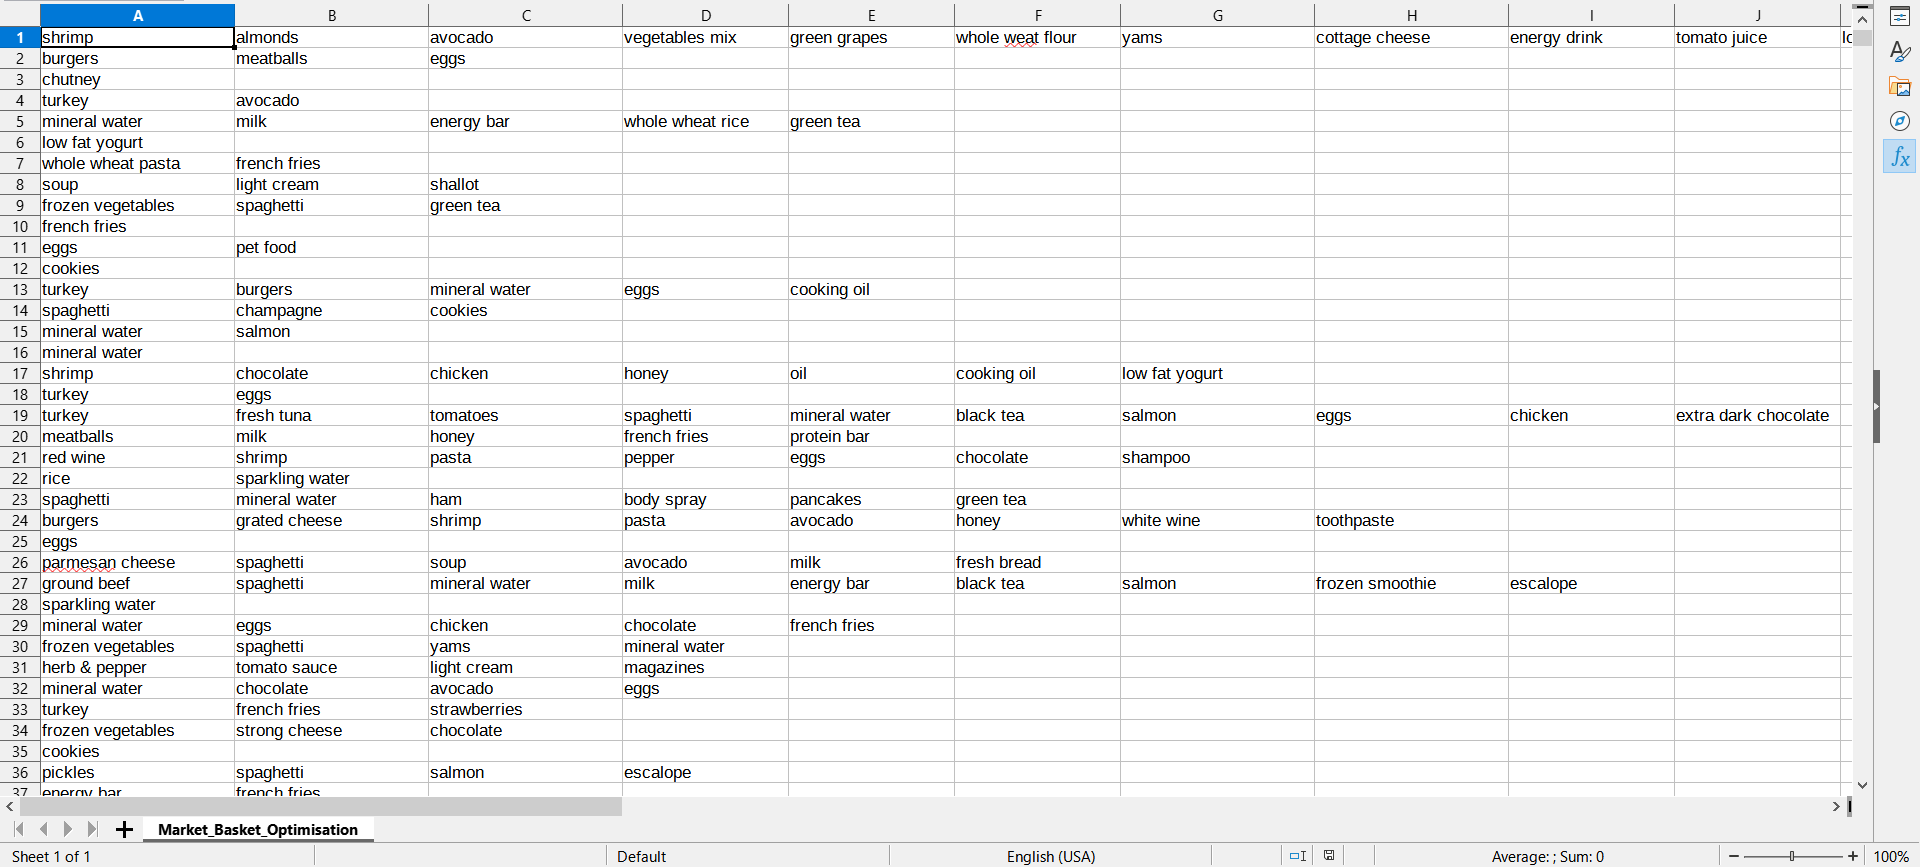 A B C D E F G H I J
1 shrimp almonds avocado vegetables mix green grapes whole weat flour yams cottage cheese energy drink tomato juice
2 burgers meatballs eggs
3 chutney
4 turkey avocado
5 mineral water milk energy bar whole wheat rice green tea
6 low fat yogurt
7 whole wheat pasta french fries
8 soup light cream shallot
9 frozen vegetables spaghetti green tea
10 french fries
11 eggs pet food
12 cookies
13 turkey burgers mineral water eggs cooking oil
14 spaghetti champagne cookies
15 mineral water salmon
16 mineral water
17 shrimp chocolate chicken honey oil cooking oil low fat yogurt
18 turkey eggs
19 turkey fresh tuna tomatoes spaghetti mineral water black tea salmon eggs chicken extra dark chocolate
20 meatballs milk honey french fries protein bar
21 red wine shrimp pasta pepper eggs chocolate shampoo
22 rice sparkling water
23 spaghetti mineral water ham body spray pancakes green tea
24 burgers grated cheese shrimp pasta avocado honey white wine toothpaste
25 eggs
26 parmesan cheese spaghetti soup avocado milk fresh bread
27 ground beef spaghetti mineral water milk energy bar black tea salmon frozen smoothie escalope
28 sparkling water
29 mineral water eggs chicken chocolate french fries
30 frozen vegetables spaghetti yams mineral water
31 herb & pepper tomato sauce light cream magazines
32 mineral water chocolate avocado eggs
33 turkey french fries strawberries
34 frozen vegetables strong cheese chocolate
35 cookies
36 pickles spaghetti salmon escalope
37 energy bar french fries
Market_Basket_Optimisation
Sheet 1 of 1 Default English (USA) Average: ; Sum: 0 100%